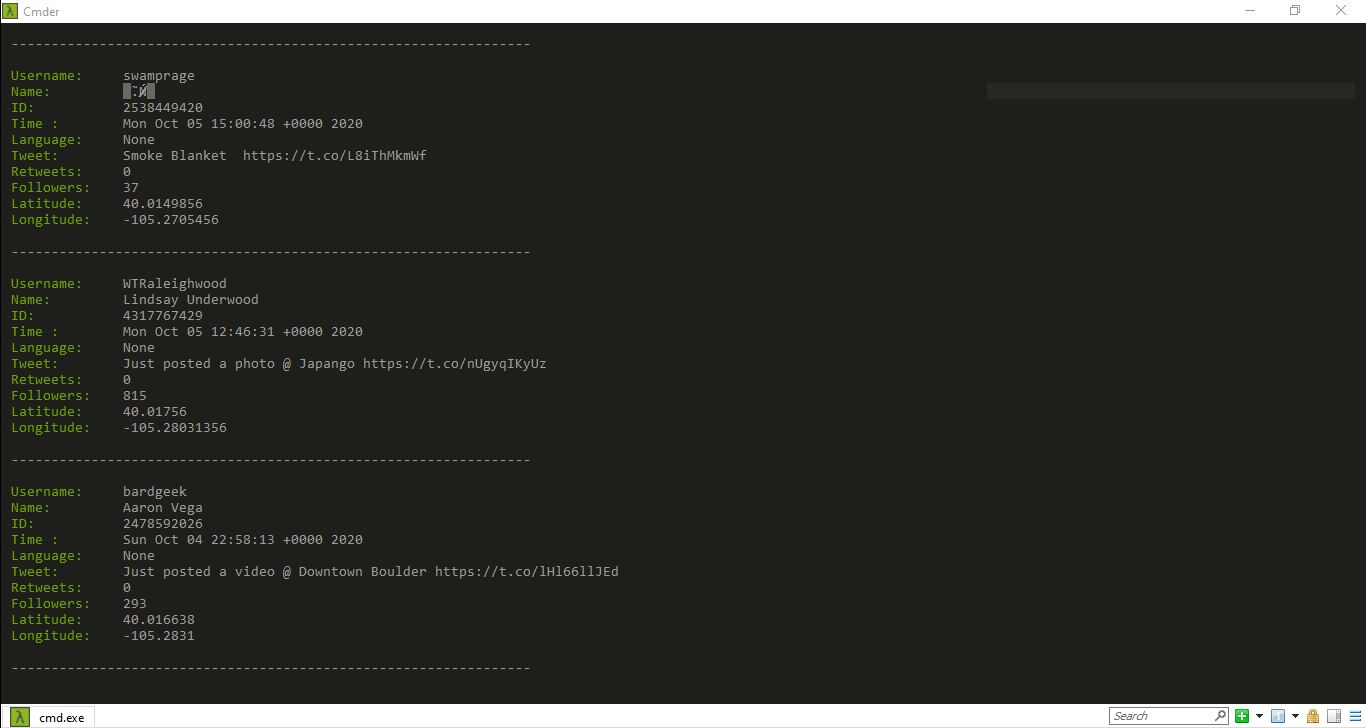 Cmder
-----------------------------------------------------------------
Username: swamprage
Name:
ID: 2538449420
Time : Mon Oct 05 15:00:48 +0000 2020
Language: None
Tweet: Smoke Blanket https://t.co/L8iThMkmWf
Retweets: 0
Followers: 37
Latitude: 40.0149856
Longitude: -105.2705456
-----------------------------------------------------------------
Username: WTRaleighwood
Name: Lindsay Underwood
ID: 4317767429
Time : Mon Oct 05 12:46:31 +0000 2020
Language: None
Tweet: Just posted a photo @ Japango https://t.co/nUgyqIKyUz
Retweets: 0
Followers: 815
Latitude: 40.01756
Longitude: -105.28031356
-----------------------------------------------------------------
Username: bardgeek
Name: Aaron Vega
ID: 2478592026
Time : Sun Oct 04 22:58:13 +0000 2020
Language: None
Tweet: Just posted a video @ Downtown Boulder https://t.co/lHl66llJEd
Retweets: 0
Followers: 293
Latitude: 40.016638
Longitude: -105.2831
-----------------------------------------------------------------
λ cmd.exe
Search